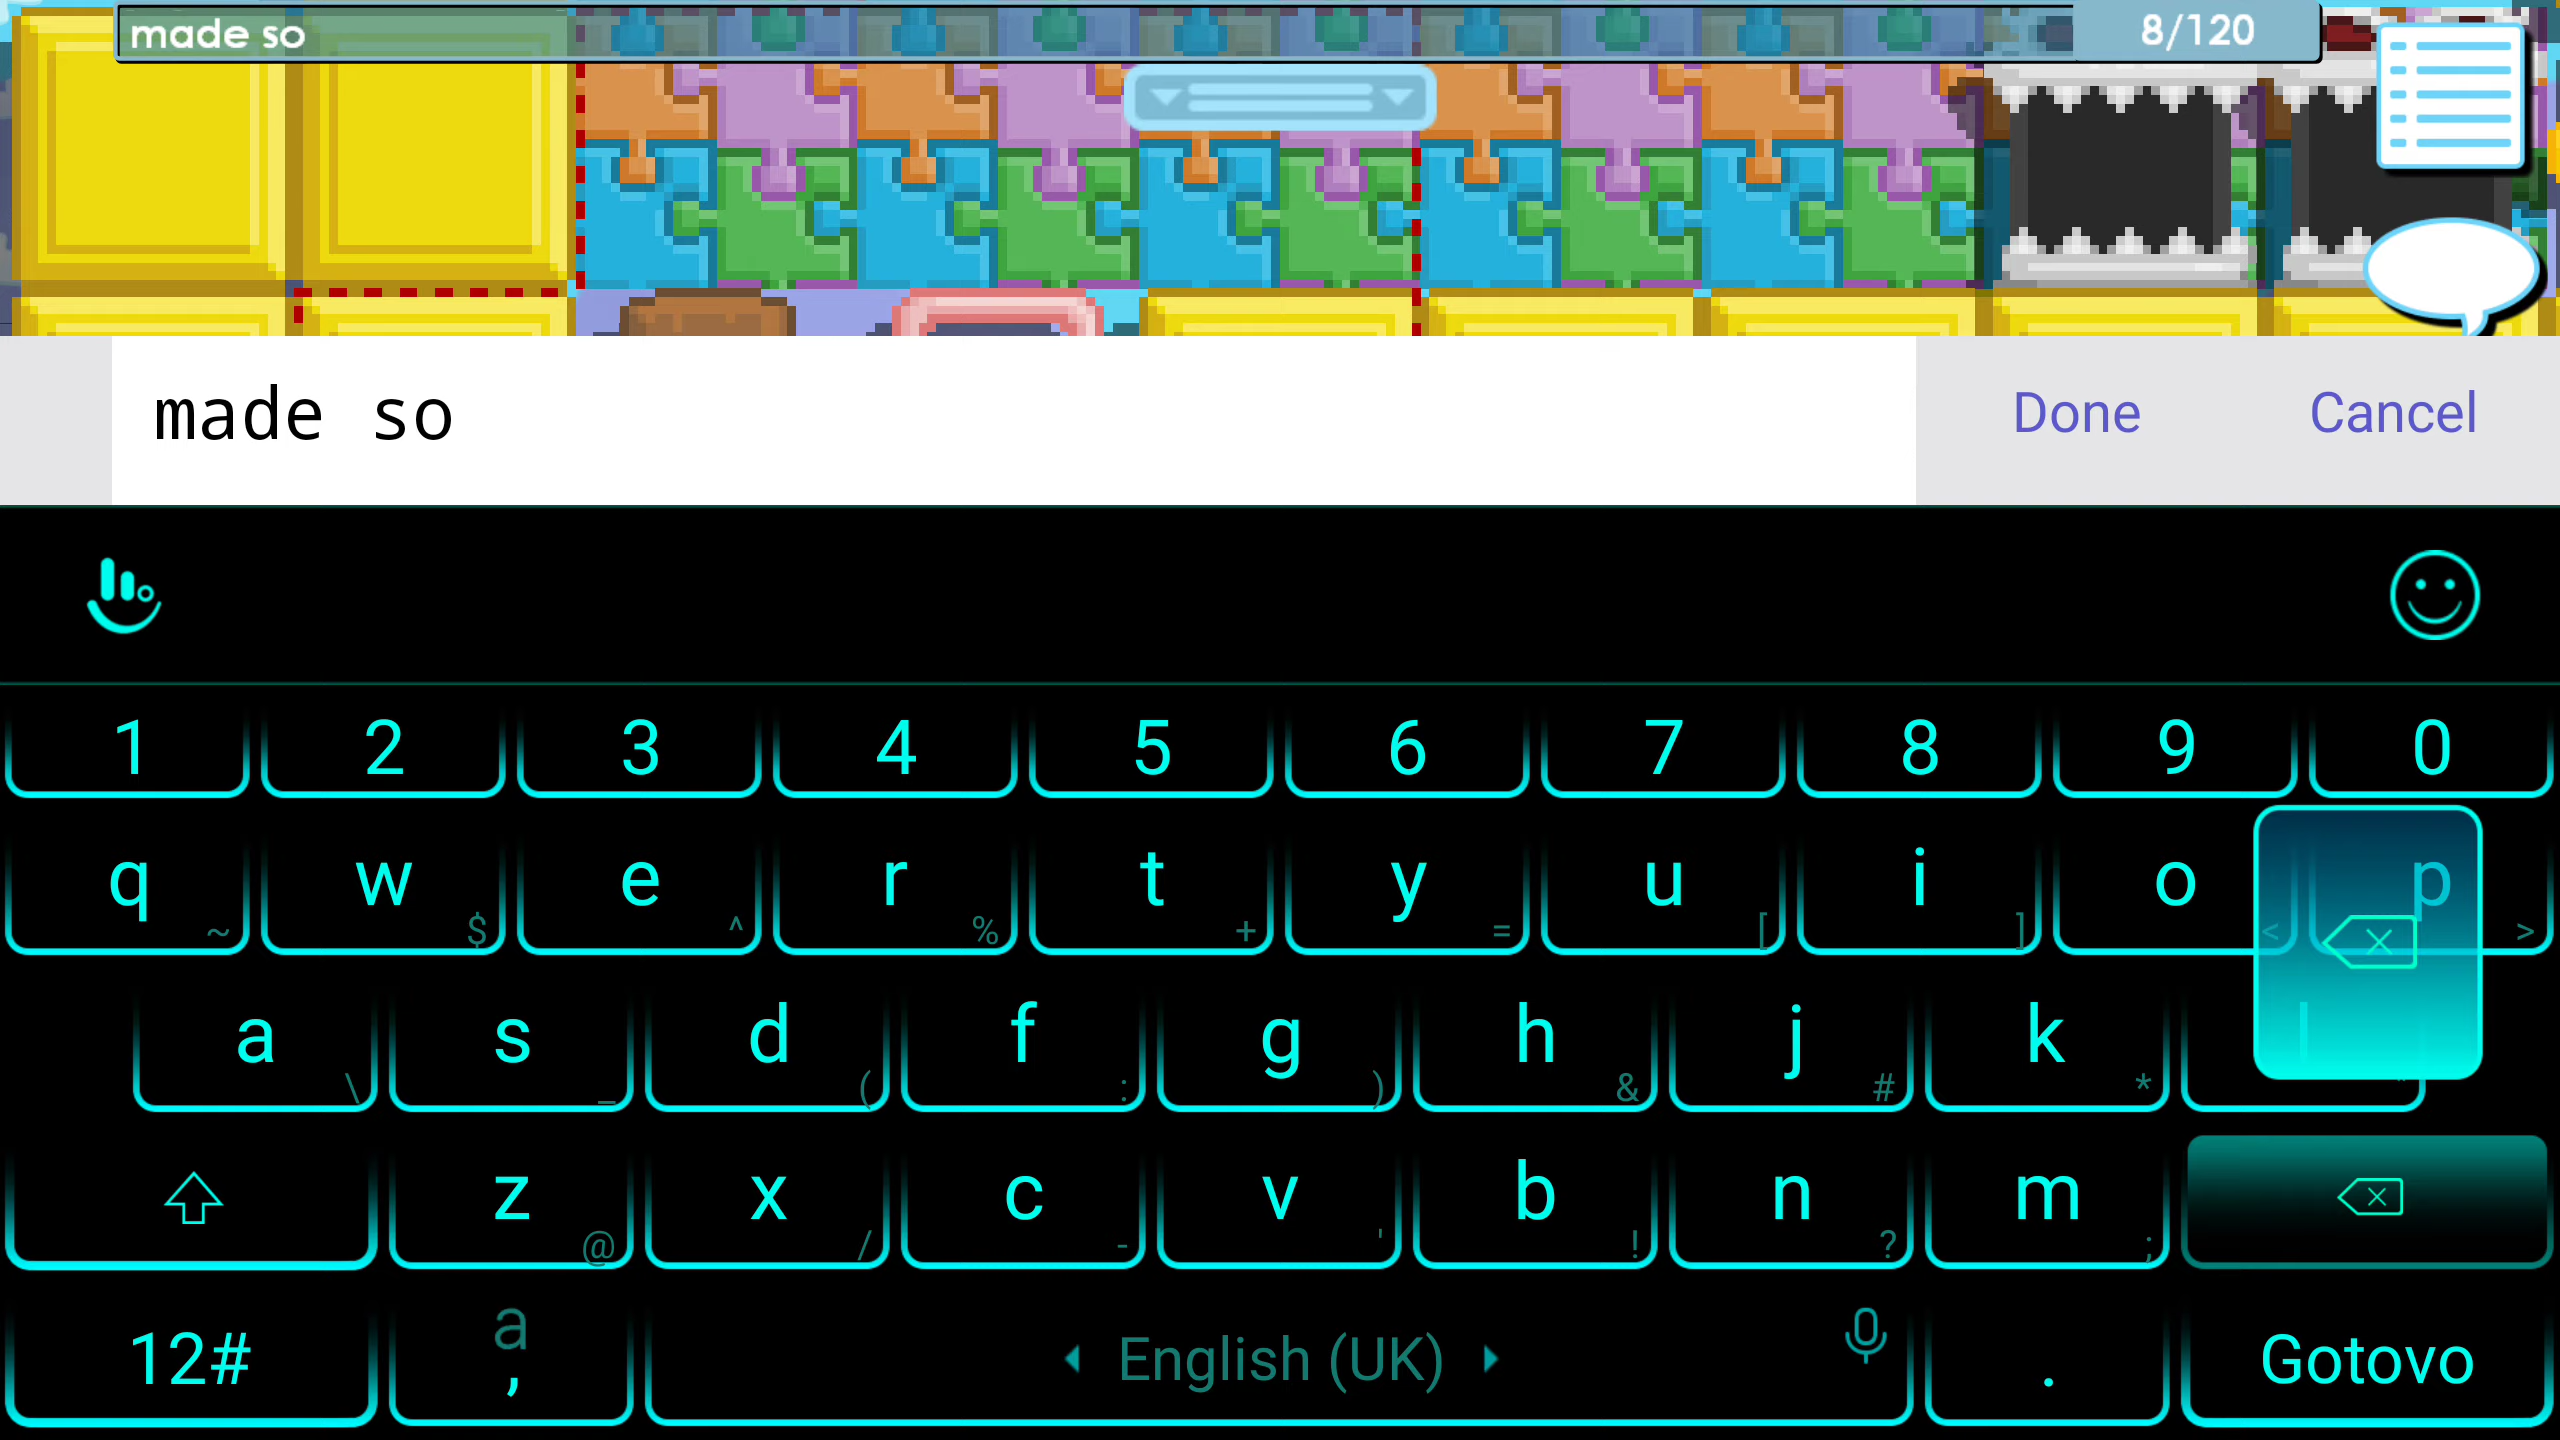 made so
8/120
made so
Done
Cancel
1 2 3 4 5 6 7 8 9 0
q w e r t y u i o p
~ $ ^ % + = [ ] < >
a s d f g h j k l
\ _ ( : ) & # *
z x c v b n m
@ / - ' ! ? ;
12# a , English (UK) . Gotovo